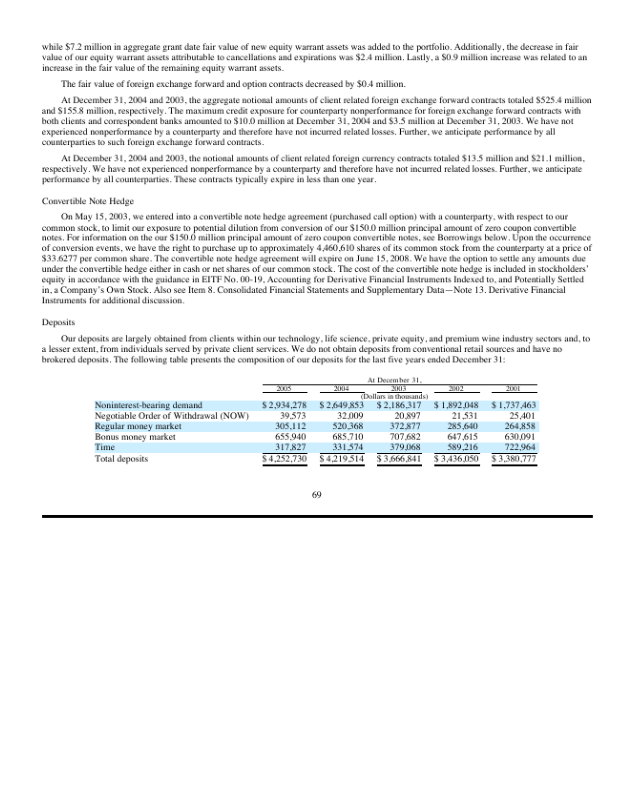 while $7.2 million in aggregate grant date fair value of new equity warrant assets was added to the portfolio. Additionally, the decrease in fair
value of our equity warrant assets attributable to cancellations and expirations was $2.4 million. Lastly, a $0.9 million increase was related to an
increase in the fair value of the remaining equity warrant assets.
The fair value of foreign exchange forward and option contracts decreased by $0.4 million.
At December 31, 2004 and 2003, the aggregate notional amounts of client related foreign exchange forward contracts totaled $525.4 million
and $155.8 million, respectively. The maximum credit exposure for counterparty nonperformance for foreign exchange forward contracts with
both clients and correspondent banks amounted to $10.0 million at December 31, 2004 and $3.5 million at December 31, 2003. We have not
experienced nonperformance by a counterparty and therefore have not incurred related losses. Further, we anticipate performance by all
counterparties to such foreign exchange forward contracts.
At December 31, 2004 and 2003, the notional amounts of client related foreign currency contracts totaled $13.5 million and $21.1 million,
respectively. We have not experienced nonperformance by a counterparty and therefore have not incurred related losses. Further, we anticipate
performance by all counterparties. These contracts typically expire in less than one year.
Convertible Note Hedge
On May 15, 2003, we entered into a convertible note hedge agreement (purchased call option) with a counterparty, with respect to our
common stock, to limit our exposure to potential dilution from conversion of our $150.0 million principal amount of zero coupon convertible
notes. For information on the our $150.0 million principal amount of zero coupon convertible notes, see Borrowings below. Upon the occurrence
of conversion events, we have the right to purchase up to approximately 4,460,610 shares of its common stock from the counterparty at a price of
$33.6277 per common share. The convertible note hedge agreement will expire on June 15, 2008. We have the option to settle any amounts due
under the convertible hedge either in cash or net shares of our common stock. The cost of the convertible note hedge is included in stockholders'
equity in accordance with the guidance in EITF No. 00-19, Accounting for Derivative Financial Instruments Indexed to, and Potentially Settled
in, a Company's Own Stock. Also see Item 8. Consolidated Financial Statements and Supplementary Data—Note 13. Derivative Financial
Instruments for additional discussion.
Deposits
Our deposits are largely obtained from clients within our technology, life science, private equity, and premium wine industry sectors and, to
a lesser extent, from individuals served by private client services. We do not obtain deposits from conventional retail sources and have no
brokered deposits. The following table presents the composition of our deposits for the last five years ended December 31:
At December 31,
2005 2004 2003 2002 2001
(Dollars in thousands)
Noninterest-bearing demand $ 2,934,278 $ 2,649,853 $ 2,186,317 $ 1,892,048 $ 1,737,463
Negotiable Order of Withdrawal (NOW) 39,573 32,009 20,897 21,531 25,401
Regular money market 305,112 520,368 372,877 285,640 264,858
Bonus money market 655,940 685,710 707,682 647,615 630,091
Time 317,827 331,574 379,068 589,216 722,964
Total deposits $ 4,252,730 $ 4,219,514 $ 3,666,841 $ 3,436,050 $ 3,380,777
69